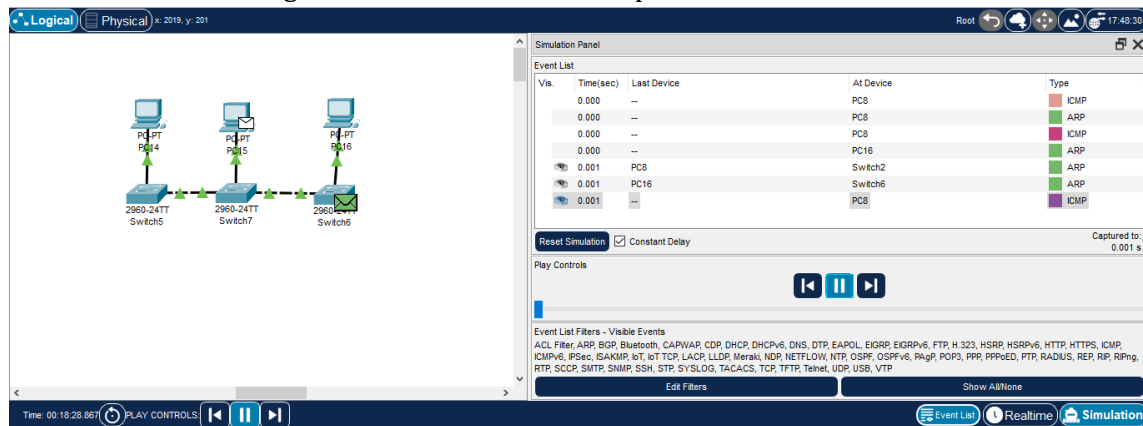 Logical Physical x: 2019, y: 201 Root 17:48:30
Simulation Panel
Event List
Vis. Time(sec) Last Device At Device Type
0.000 -- PC8 ICMP
0.000 -- PC8 ARP
0.000 -- PC8 ICMP
0.000 -- PC16 ARP
0.001 PC8 Switch2 ARP
0.001 PC16 Switch6 ARP
0.001 -- PC8 ICMP
PC-PT
PC14
PC-PT
PC15
PC-PT
PC16
2960-24TT
Switch5
2960-24TT
Switch7
2960-24TT
Switch6
Reset Simulation Constant Delay Captured to:
0.001 s
Play Controls
Event List Filters - Visible Events
ACL Filter, ARP, BGP, Bluetooth, CAPWAP, CDP, DHCP, DHCPv6, DNS, DTP, EAPOL, EIGRP, EIGRPv6, FTP, H.323, HSRP, HSRPv6, HTTP, HTTPS, ICMP,
ICMPv6, IPSec, ISAKMP, IoT, IoT TCP, LACP, LLDP, Meraki, NDP, NETFLOW, NTP, OSPF, OSPFv6, PAgP, POP3, PPP, PPPoED, PTP, RADIUS, REP, RIP, RIPng,
RTP, SCCP, SMTP, SNMP, SSH, STP, SYSLOG, TACACS, TCP, TFTP, Telnet, UDP, USB, VTP
Edit Filters Show All/None
Time: 00:18:28.867 PLAY CONTROLS: Event List Realtime Simulation